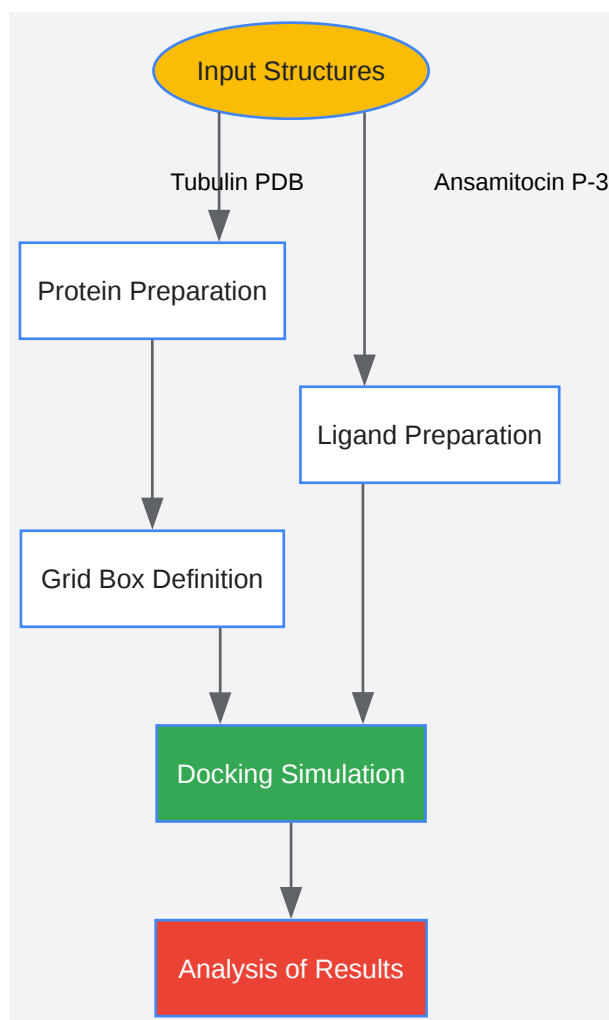 Input Structures
Tubulin PDB
Ansamitocin P-3
Protein Preparation
Ligand Preparation
Grid Box Definition
Docking Simulation
Analysis of Results